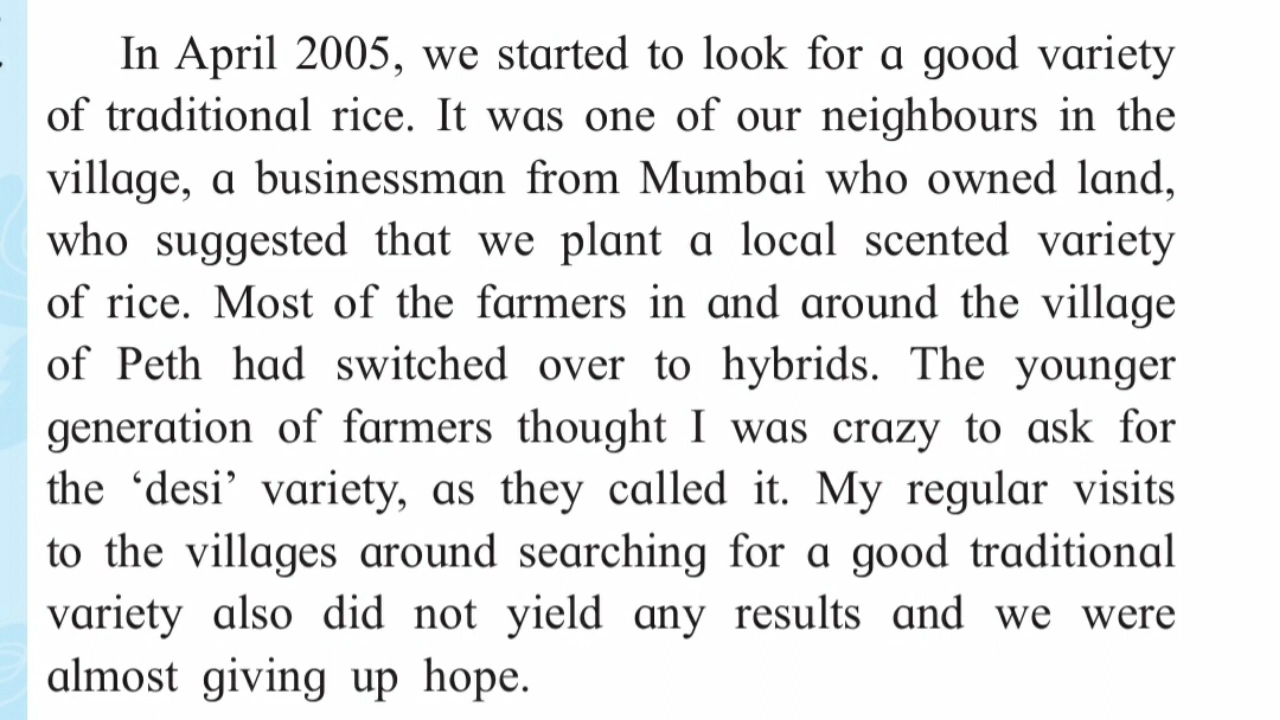 In April 2005, we started to look for a good variety
of traditional rice. It was one of our neighbours in the
village, a businessman from Mumbai who owned land,
who suggested that we plant a local scented variety
of rice. Most of the farmers in and around the village
of Peth had switched over to hybrids. The younger
generation of farmers thought I was crazy to ask for
the ‘desi’ variety, as they called it. My regular visits
to the villages around searching for a good traditional
variety also did not yield any results and we were
almost giving up hope.